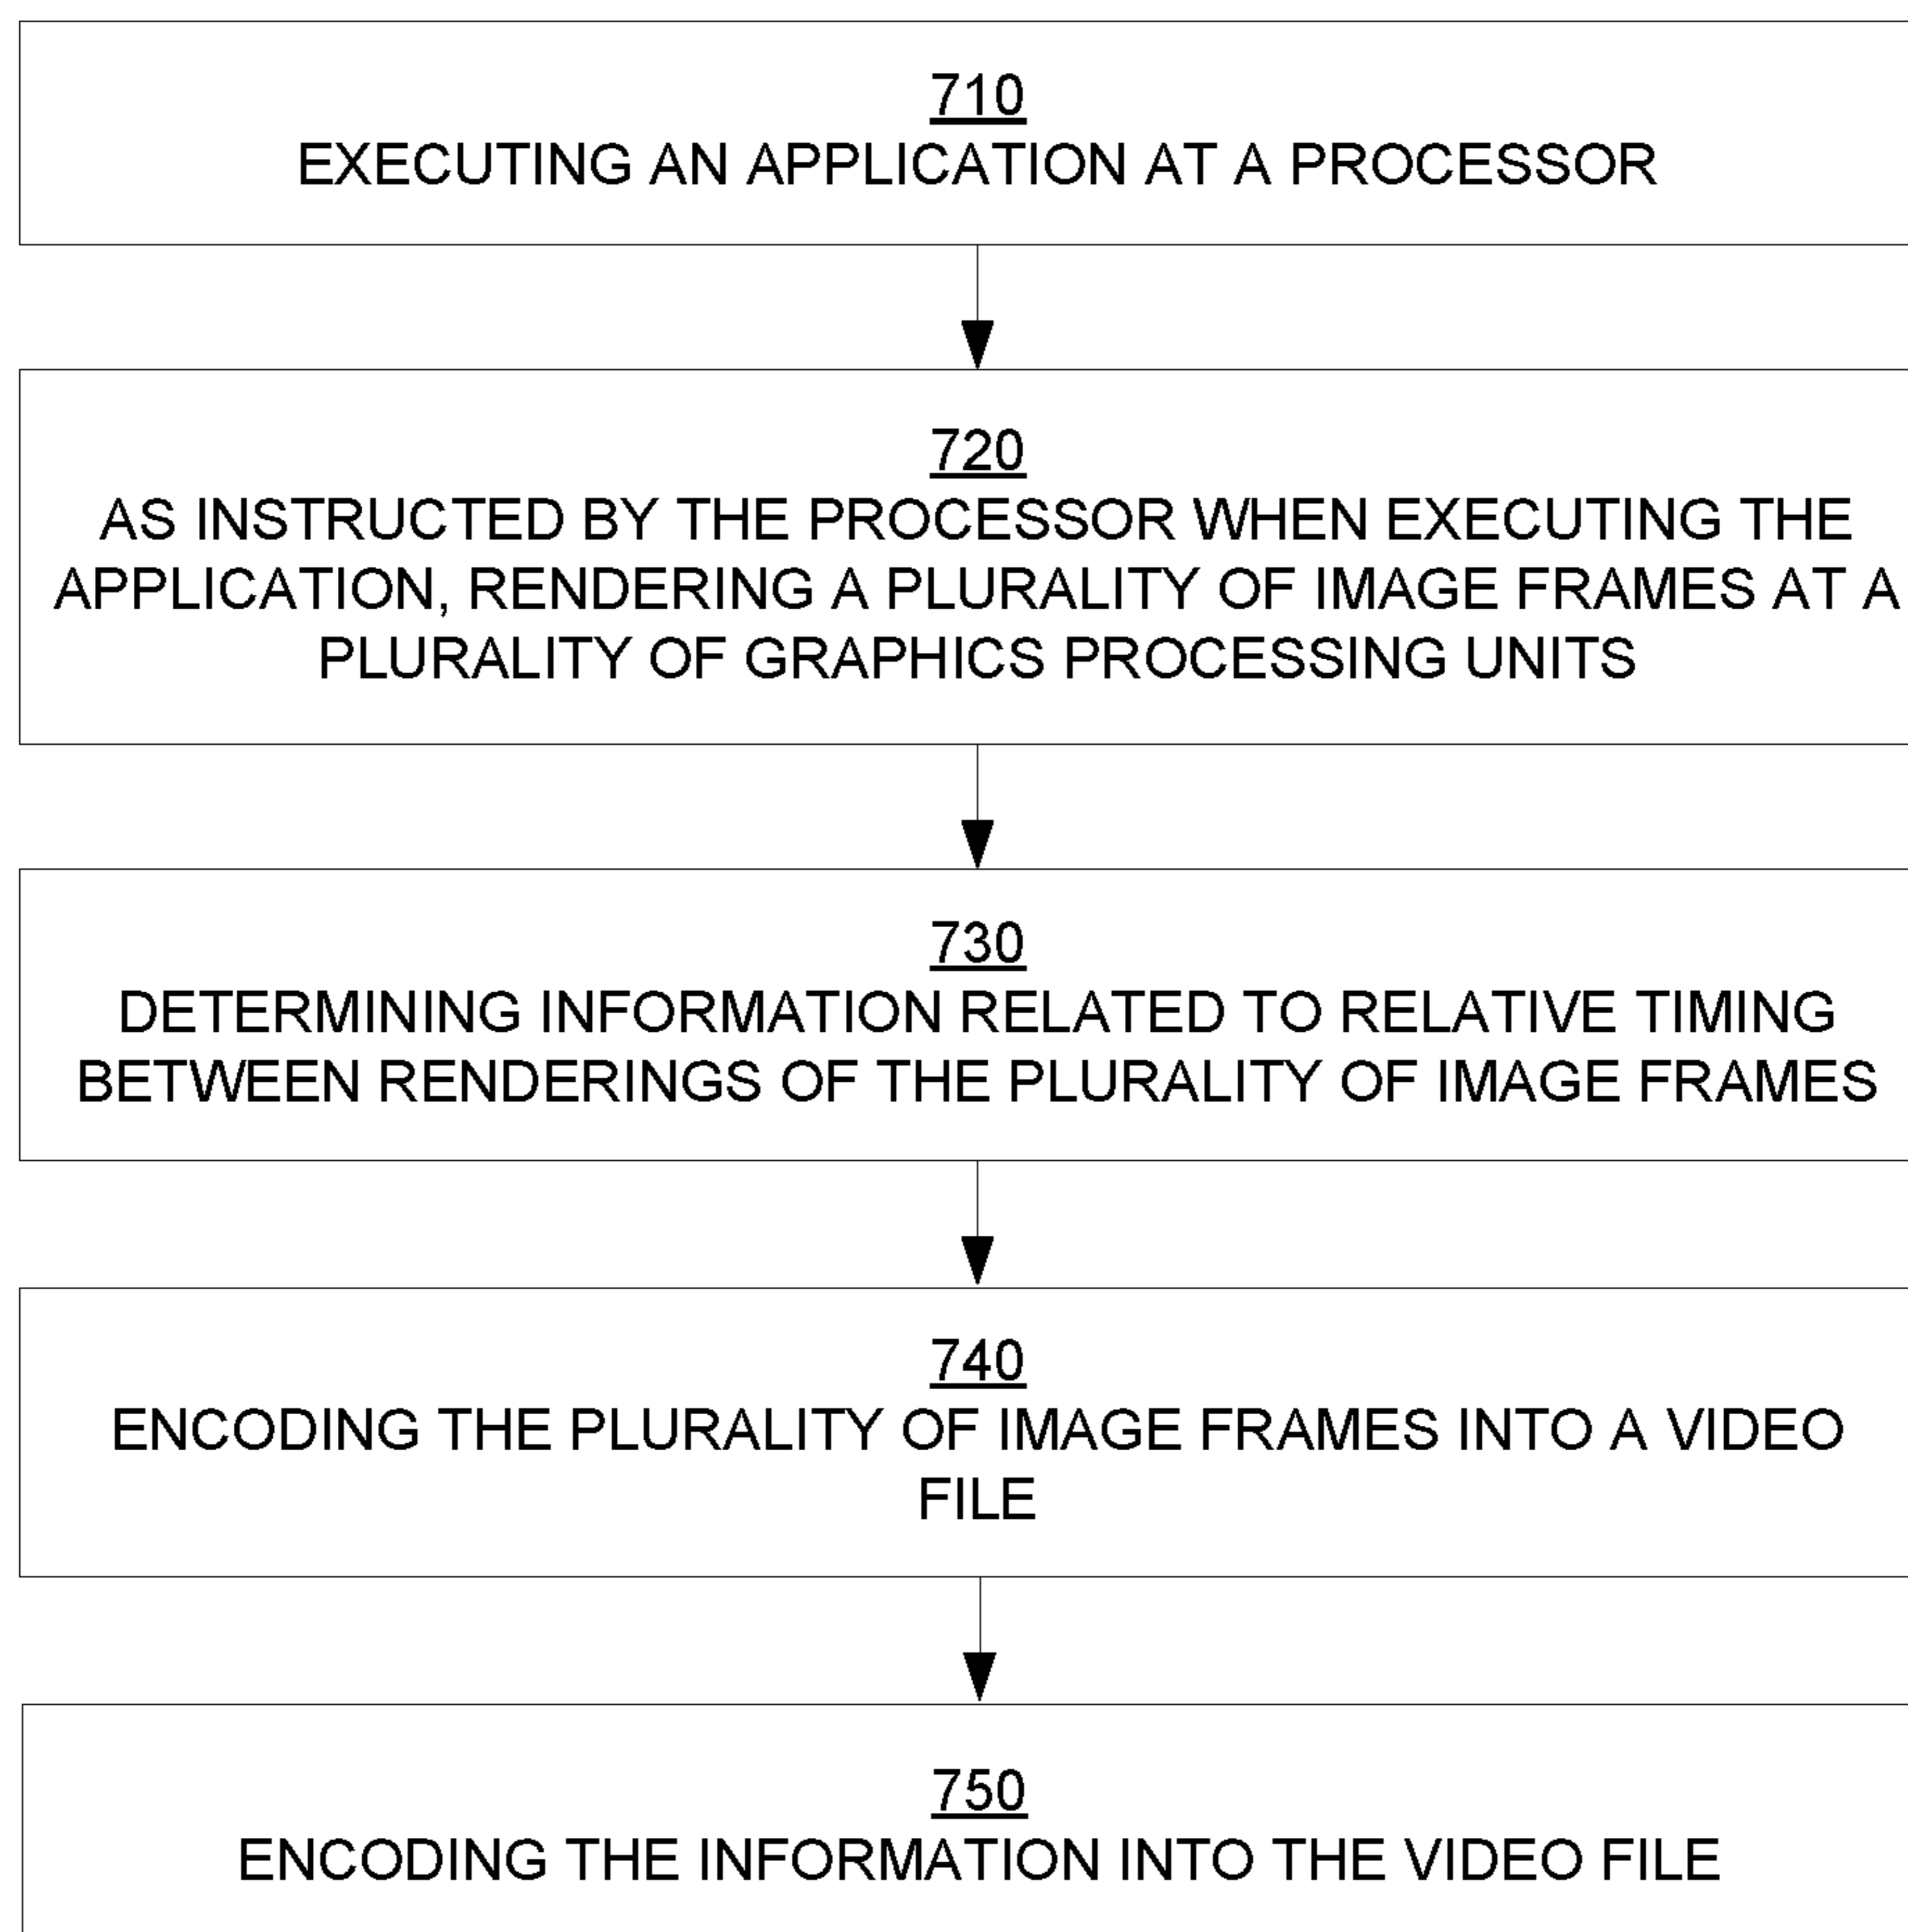 710
EXECUTING AN APPLICATION AT A PROCESSOR
720
AS INSTRUCTED BY THE PROCESSOR WHEN EXECUTING THE
APPLICATION, RENDERING A PLURALITY OF IMAGE FRAMES AT A
PLURALITY OF GRAPHICS PROCESSING UNITS
730
DETERMINING INFORMATION RELATED TO RELATIVE TIMING
BETWEEN RENDERINGS OF THE PLURALITY OF IMAGE FRAMES
740
ENCODING THE PLURALITY OF IMAGE FRAMES INTO A VIDEO
FILE
750
ENCODING THE INFORMATION INTO THE VIDEO FILE